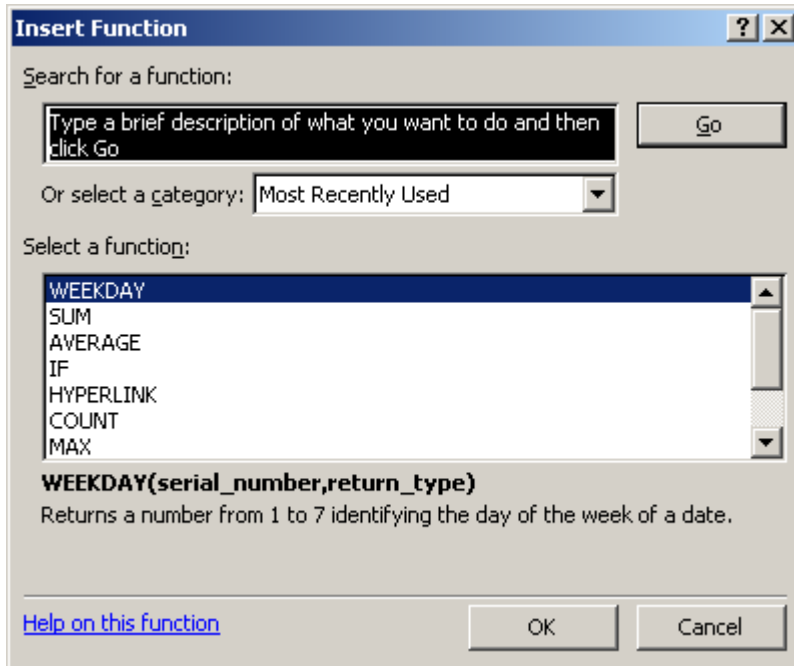 Insert Function
Search for a function:
Type a brief description of what you want to do and then
click Go
Go
Or select a category: Most Recently Used
Select a function:
WEEKDAY
SUM
AVERAGE
IF
HYPERLINK
COUNT
MAX
WEEKDAY(serial_number,return_type)
Returns a number from 1 to 7 identifying the day of the week of a date.
Help on this function
OK
Cancel